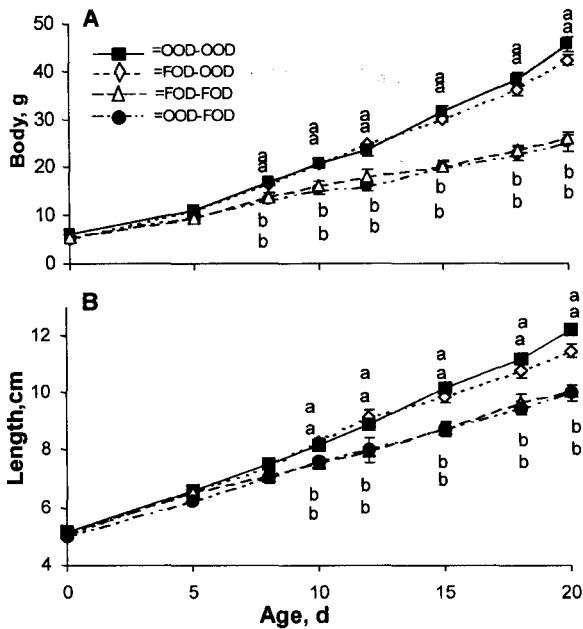 A
50
40
30
20
10
0
Body, g
=OOD-OOD
=FOD-OOD
=FOD-FOD
=OOD-FOD
a a a a a a
a a a a a a
b b b b b b
b b b b b b
B
12
10
8
6
4
Length,cm
a a a a a
a a a a a
b b b b b
b b b b b
0 5 10 15 20
Age, d